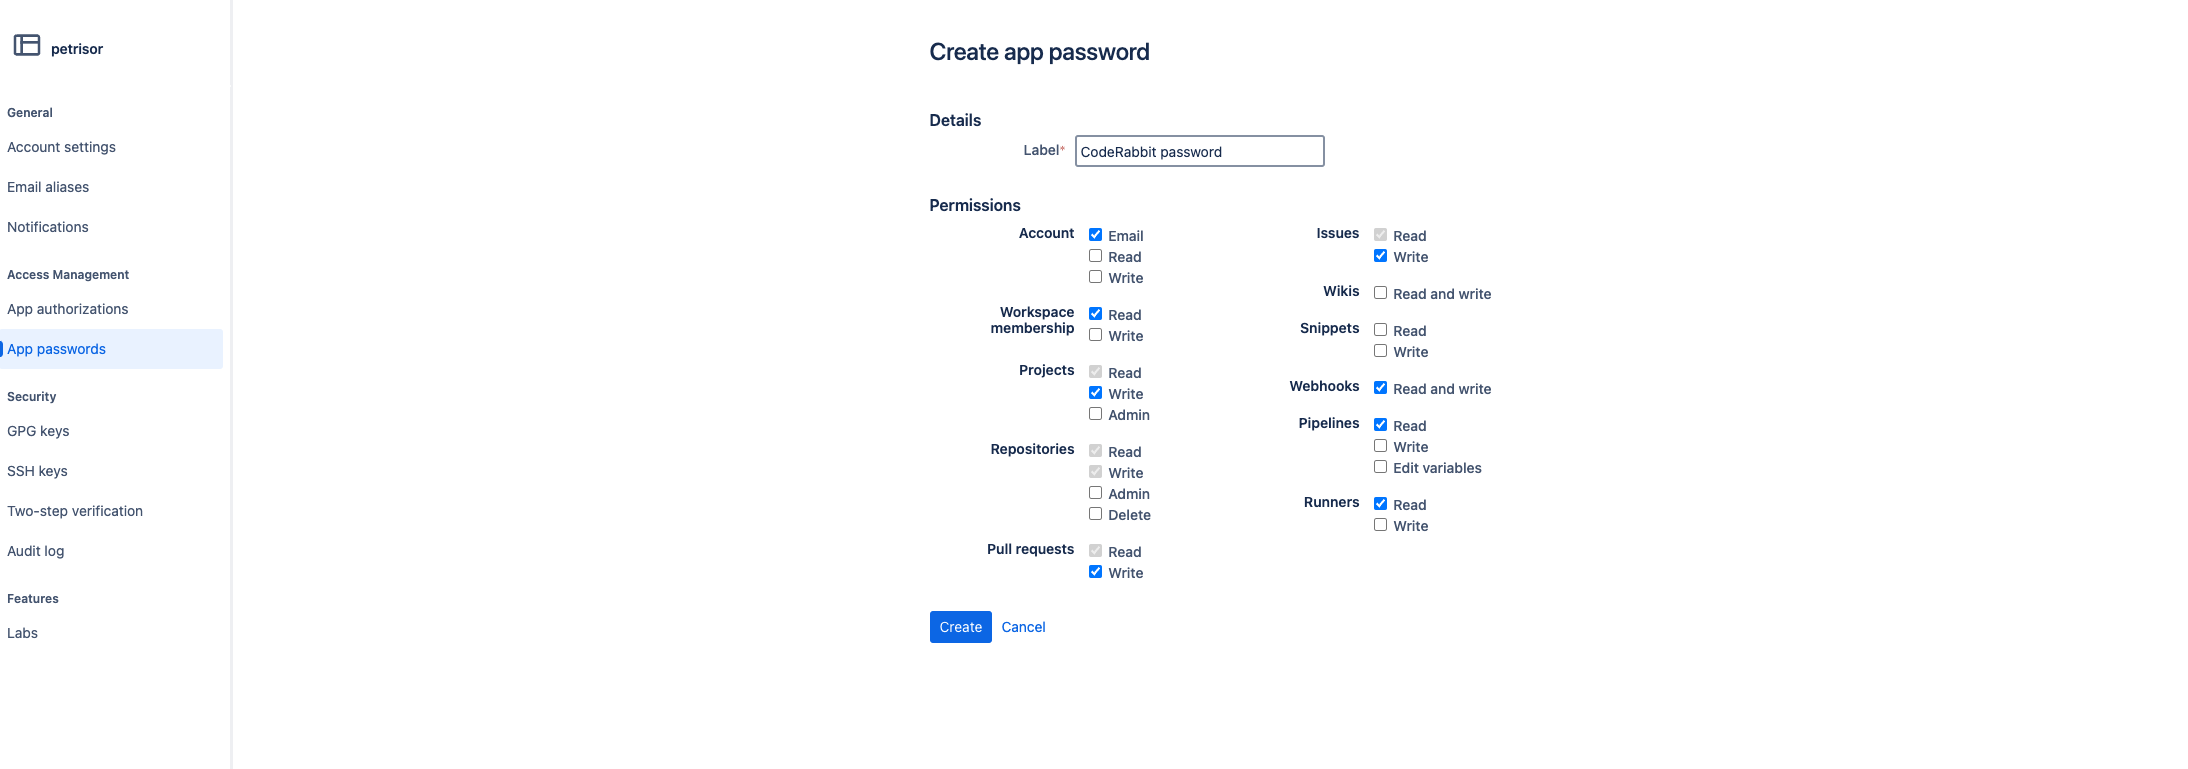 petrisor
General
Account settings
Email aliases
Notifications
Access Management
App authorizations
App passwords
Security
GPG keys
SSH keys
Two-step verification
Audit log
Features
Labs
Create app password
Details
Label*
CodeRabbit password
Permissions
Account
Email
Read
Write
Workspace membership
Read
Write
Projects
Read
Write
Admin
Repositories
Read
Write
Admin
Delete
Pull requests
Read
Write
Issues
Read
Write
Wikis
Read and write
Snippets
Read
Write
Webhooks
Read and write
Pipelines
Read
Write
Edit variables
Runners
Read
Write
Create Cancel